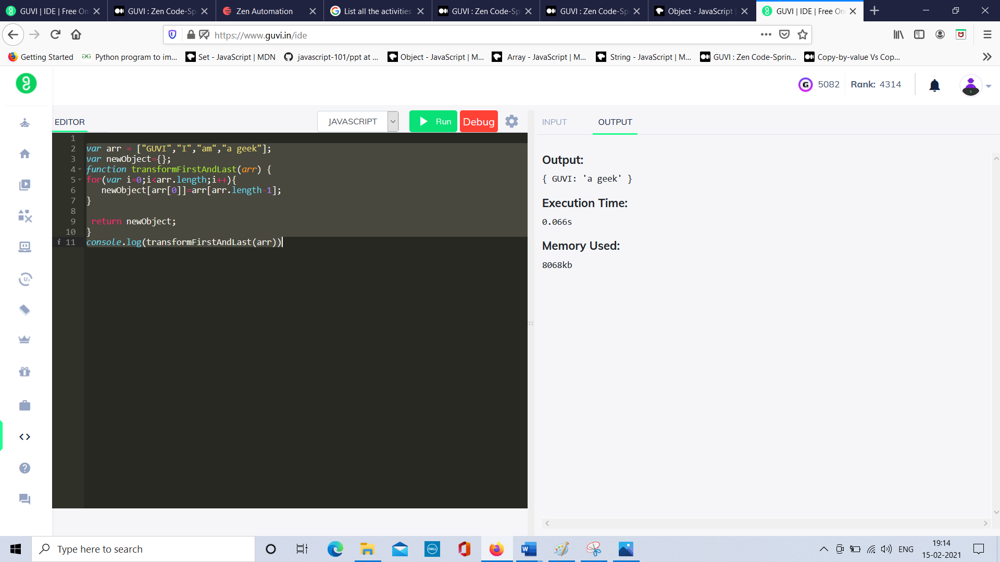 GUVI | IDE | Free On
GUVI : Zen Code-Sp
Zen Automation
List all the activities
GUVI : Zen Code-Sp
GUVI : Zen Code-Sp
Object - JavaScript |
GUVI | IDE | Free On
https://www.guvi.in/ide
Getting Started
Python program to im...
Set - JavaScript | MDN
javascript-101/ppt at ...
Object - JavaScript | M...
Array - JavaScript | M...
String - JavaScript | M...
GUVI : Zen Code-Sprin...
Copy-by-value Vs Cop...
5082
Rank: 4314
EDITOR
JAVASCRIPT
Run
Debug
INPUT
OUTPUT
1
2 var arr = ["GUVI","I","am","a geek"];
3 var newObject={};
4 function transformFirstAndLast(arr) {
5 for(var i=0;i<arr.length;i++){
6 newObject[arr[0]]=arr[arr.length-1];
7 }
8
9 return newObject;
10 }
11 console.log(transformFirstAndLast(arr))
Output:
{ GUVI: 'a geek' }
Execution Time:
0.066s
Memory Used:
8068kb
Type here to search
DELL
ENG
19:14
15-02-2021